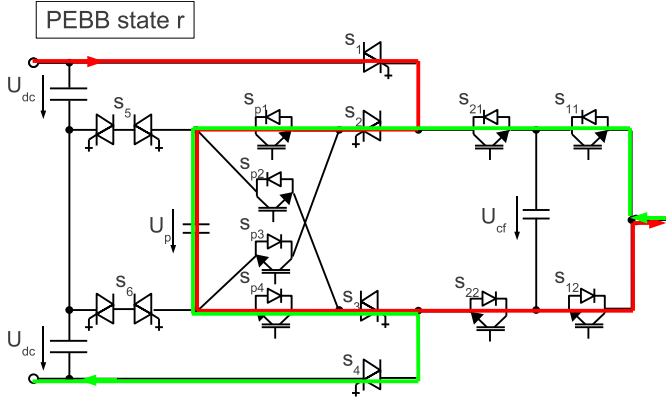 PEBB state r
S1
Udc
S5
Sp1
S2
S21
S11
Sp2
Up
Ucf
Sp3
S6
Sp4
S3
S22
S12
Udc
S4